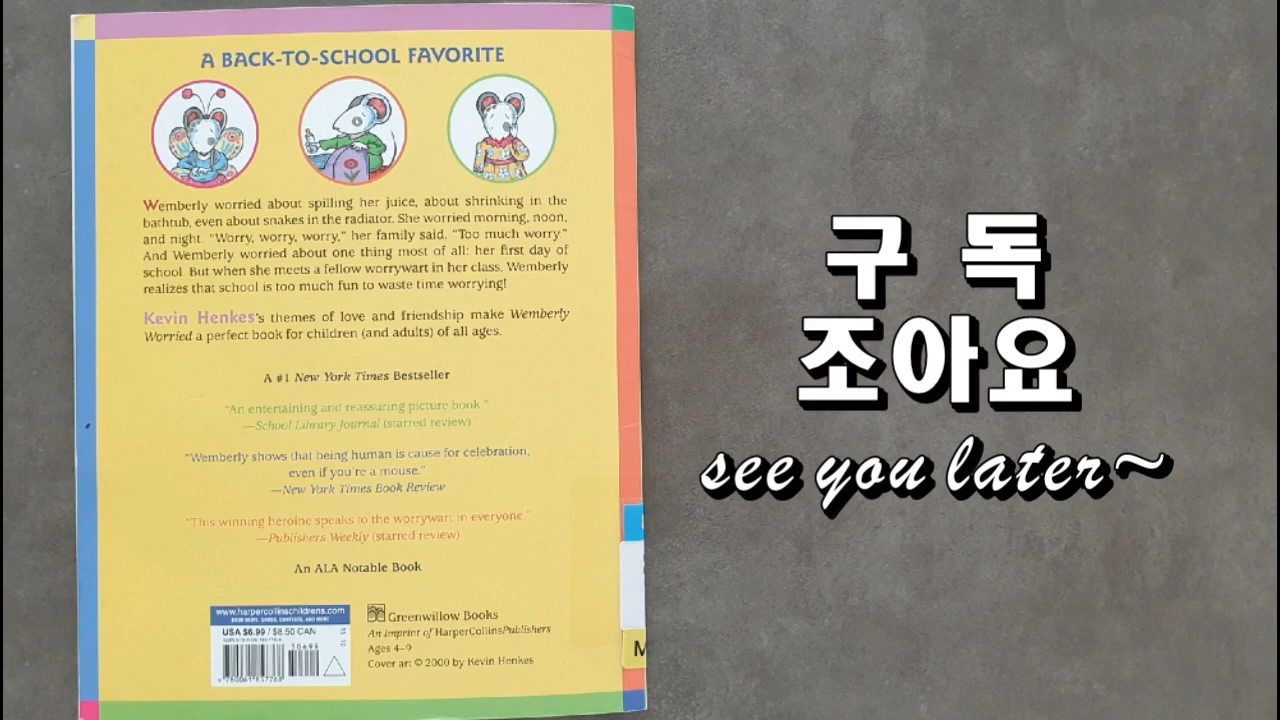 A BACK-TO-SCHOOL FAVORITE
Wemberly worried about spilling her juice, about shrinking in the
bathtub, even about snakes in the radiator. She worried morning, noon,
and night. "Worry, worry, worry," her family said. "Too much worry."
And Wemberly worried about one thing most of all: her first day of
school. But when she meets a fellow worrywart in her class, Wemberly
realizes that school is too much fun to waste time worrying!
Kevin Henkes's themes of love and friendship make Wemberly
Worried a perfect book for children (and adults) of all ages.
A #1 New York Times Bestseller
"An entertaining and reassuring picture book."
—School Library Journal (starred review)
"Wemberly shows that being human is cause for celebration,
even if you're a mouse."
—New York Times Book Review
"This winning heroine speaks to the worrywart in everyone."
—Publishers Weekly (starred review)
An ALA Notable Book
www.harpercollinschildrens.com
BOOK NEWS, GAMES, CONTESTS, AND MORE
USA $6.99 / $8.50 CAN
50699
Greenwillow Books
An Imprint of HarperCollinsPublishers
Ages 4–9
Cover art © 2000 by Kevin Henkes
M
구 독
조아요
see you later~